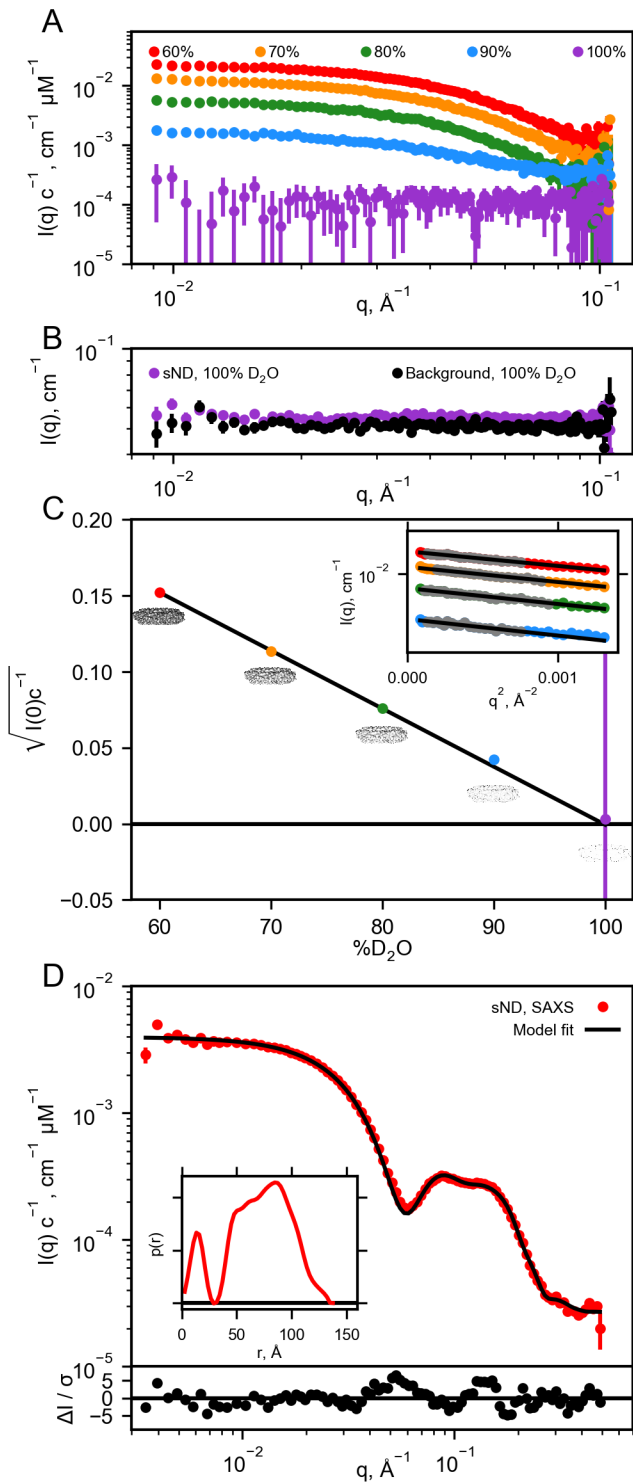 A
60% 70% 80% 90% 100%
10⁻²
10⁻³
10⁻⁴
10⁻⁵
I(q) c⁻¹ , cm⁻¹ μM⁻¹
10⁻² 10⁻¹
q, Å⁻¹
B
10⁻¹
sND, 100% D₂O Background, 100% D₂O
I(q), cm⁻¹
10⁻² 10⁻¹
q, Å⁻¹
C
0.20
0.15
0.10
0.05
0.00
−0.05
√I(0)c⁻¹
10⁻²
I(q), cm⁻¹
0.000 0.001
q², Å⁻²
60 70 80 90 100
%D₂O
D
10⁻²
10⁻³
10⁻⁴
10⁻⁵
I(q) c⁻¹ , cm⁻¹ μM⁻¹
sND, SAXS
Model fit
p(r)
0 50 100 150
r, Å
5
0
−5
ΔI / σ
10⁻² 10⁻¹
q, Å⁻¹